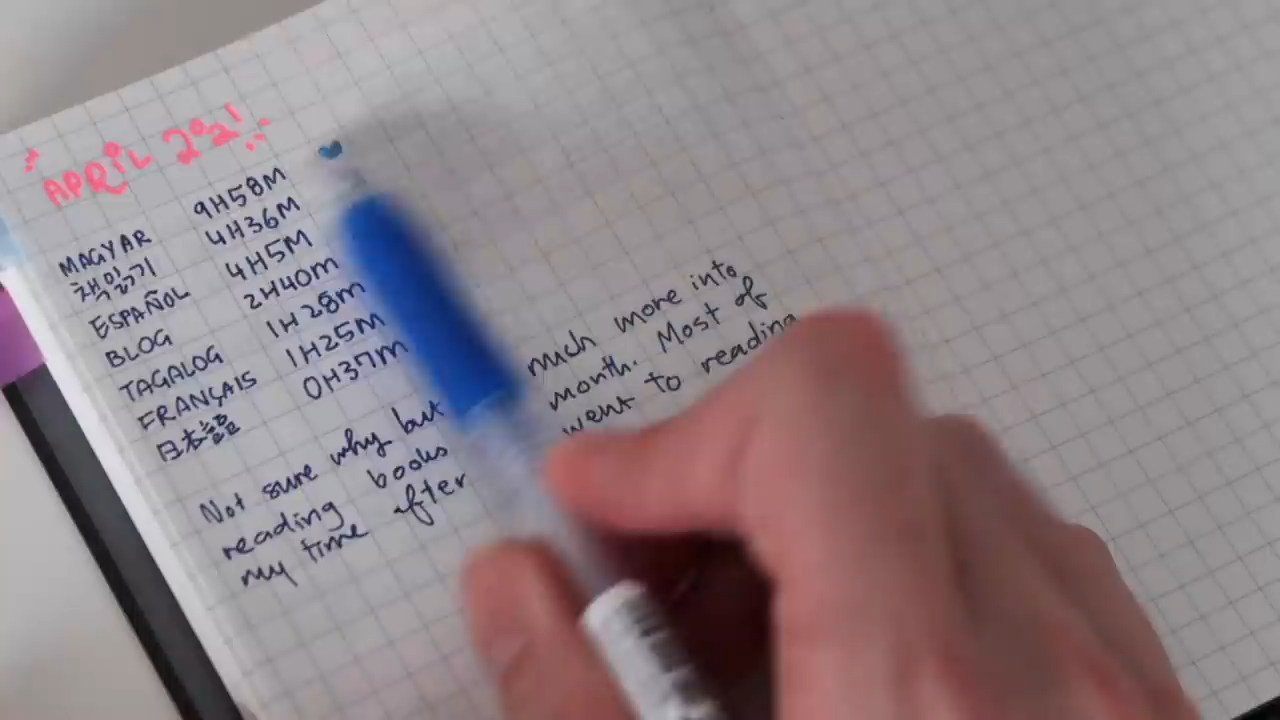 APRIL 2021
MAGYAR 9H58M
책읽기 4H36M
ESPAÑOL 4H5M
BLOG 2H40M
TAGALOG 1H28M
FRANÇAIS 1H25M
日本語 0H37M
Not sure why but much more into
reading books month. Most of
my time after went to reading